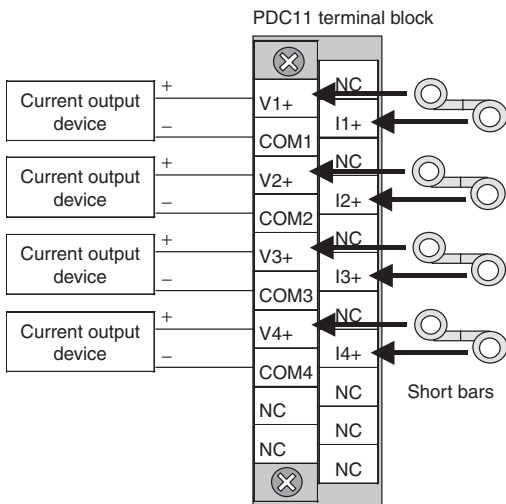 PDC11 terminal block
Current output
device
+
−
Current output
device
+
−
Current output
device
+
−
Current output
device
+
−
V1+
COM1
V2+
COM2
V3+
COM3
V4+
COM4
NC
NC
NC
I1+
NC
I2+
NC
I3+
NC
I4+
NC
NC
NC
Short bars